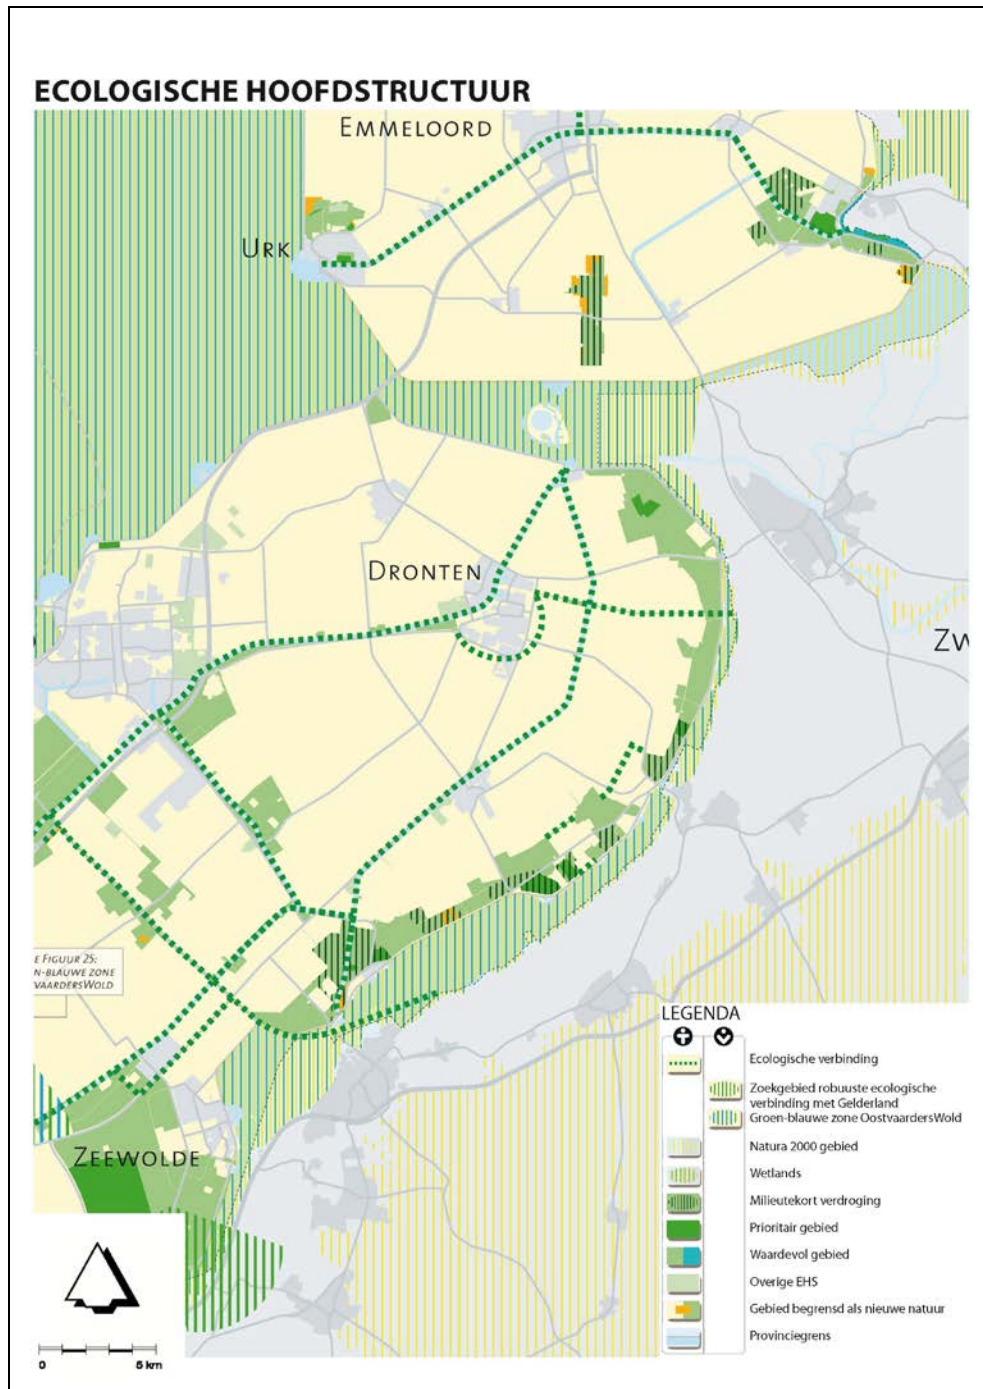 ECOLOGISCHE HOOFDSTRUCTUUR
EMMELOORD
URK
DRONTEN
ZW
E FIGUUR 25:
N-BLAUWE ZONE
VAARDERSWOLD
ZEEWOLDE
LEGENDA
Ecologische verbinding
Zoekgebied robuuste ecologische
verbinding met Gelderland
Groen-blauwe zone OostvaardersWold
Natura 2000 gebied
Wetlands
Milieutekort verdroging
Prioritair gebied
Waardevol gebied
Overige EHS
Gebied begrensd als nieuwe natuur
Provinciegrens
0 5 km